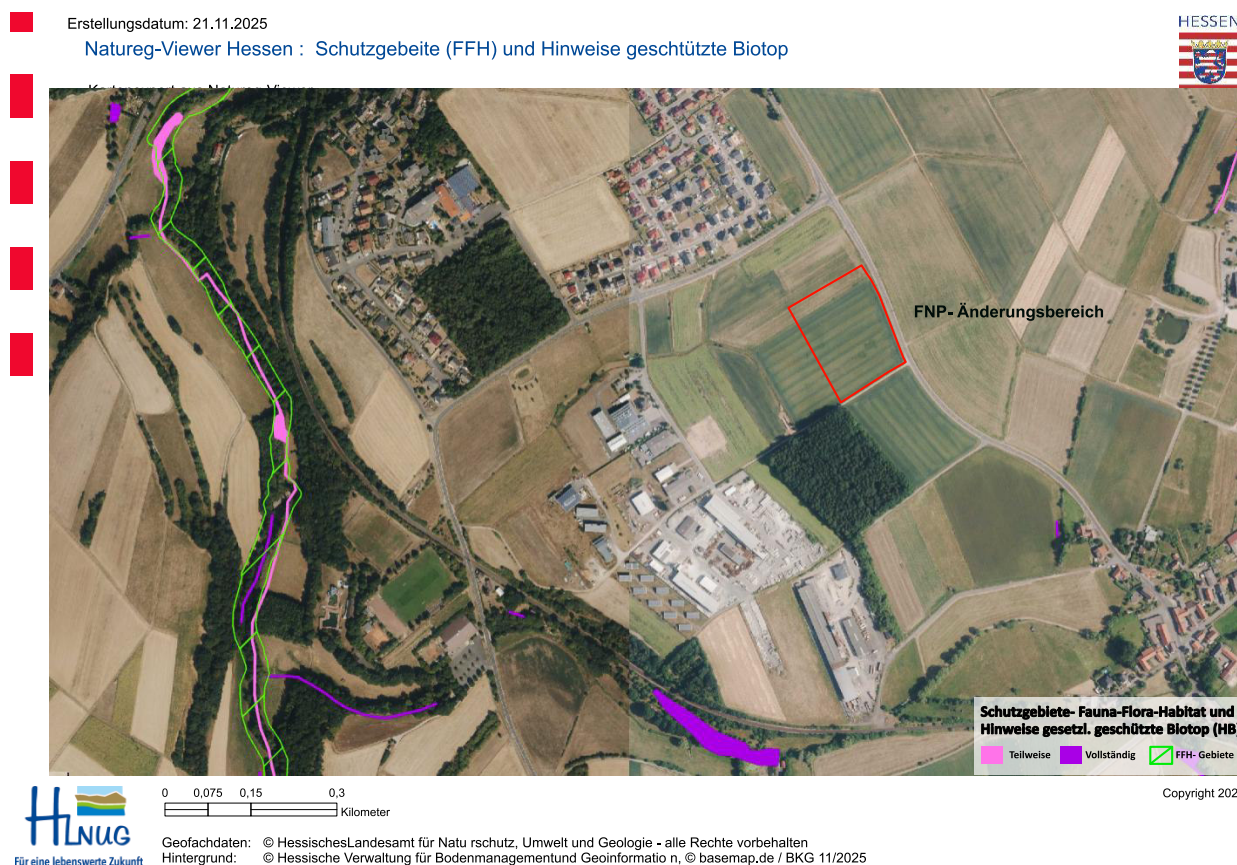 Erstellungsdatum: 21.11.2025
Natureg-Viewer Hessen : Schutzgebeite (FFH) und Hinweise geschtützte Biotop
HESSEN
FNP- Änderungsbereich
Schutzgebiete- Fauna-Flora-Habitat und
Hinweise gesetzl. geschützte Biotop (HB)
Teilweise Vollständig FFH- Gebiete
Copyright 202
HLNUG
Für eine lebenswerte Zukunft
0 0,075 0,15 0,3
Kilometer
Geofachdaten: © HessischesLandesamt für Natu rschutz, Umwelt und Geologie - alle Rechte vorbehalten
Hintergrund: © Hessische Verwaltung für Bodenmanagementund Geoinformatio n, © basemap.de / BKG 11/2025